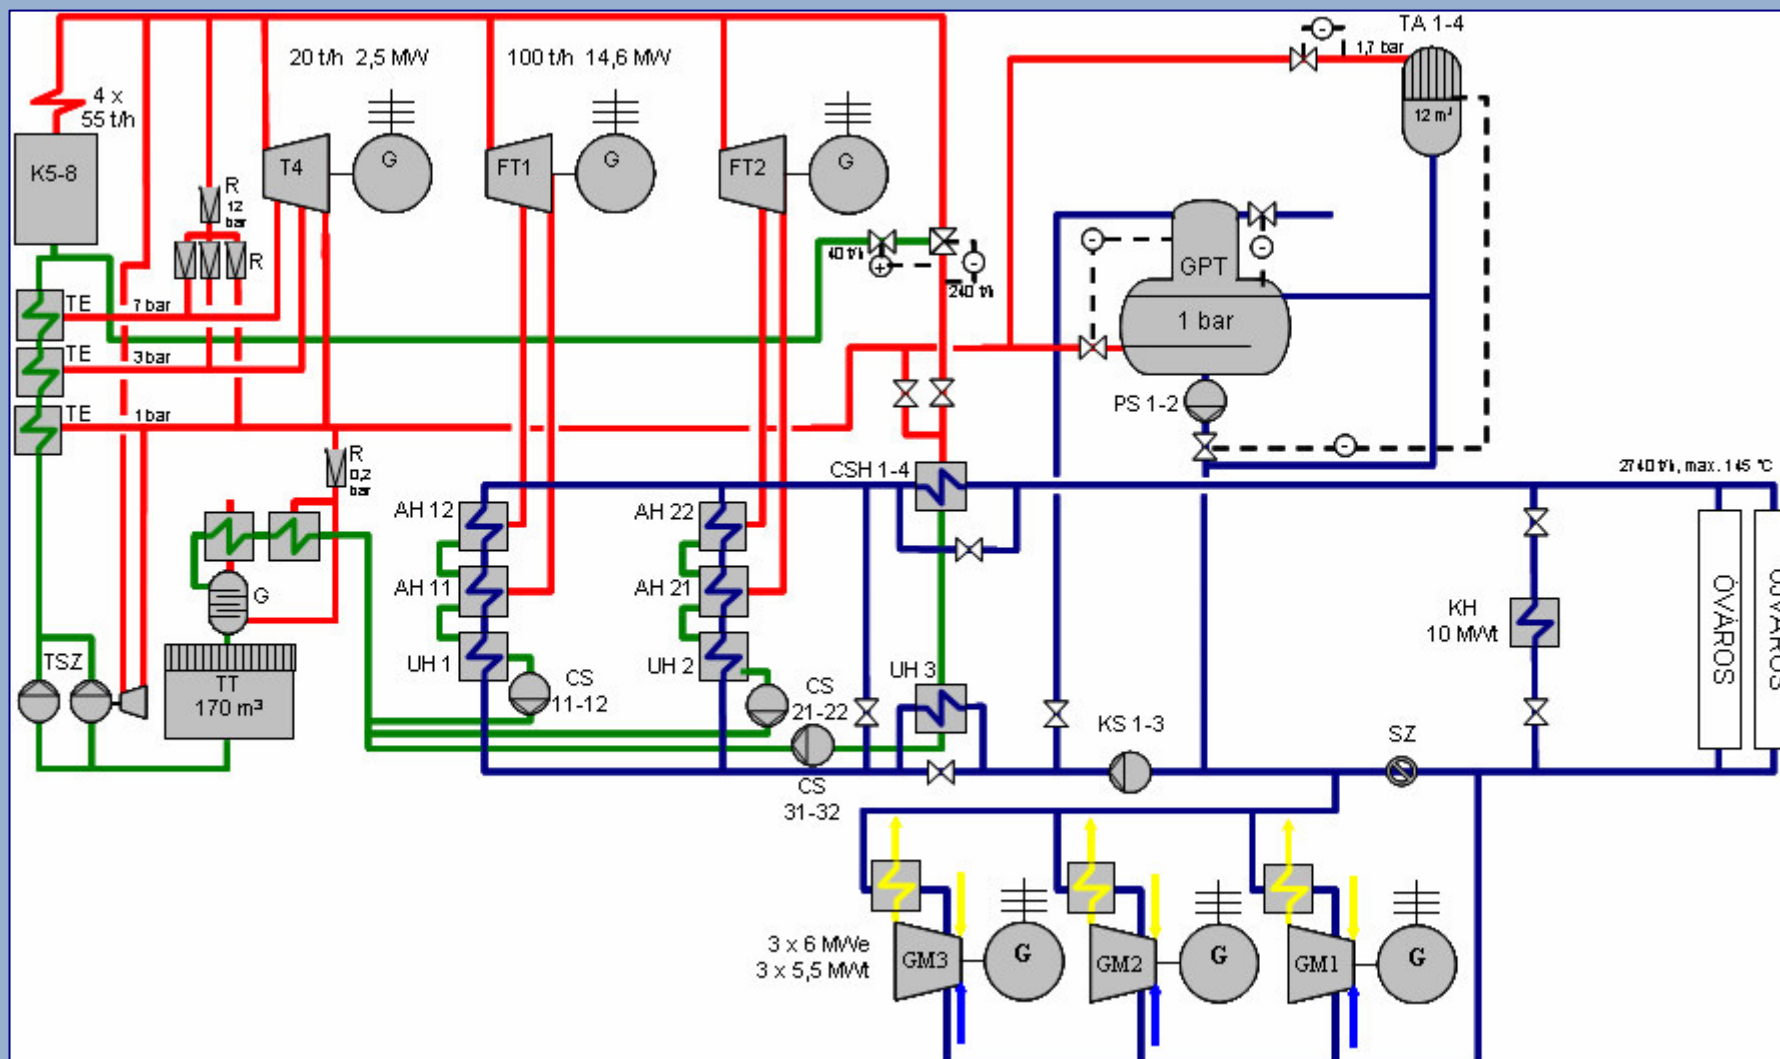 TA 1-4
20 t/h 2,5 MW
100 t/h 14,6 MW
1,7 bar
4 x
55 t/h
12 m³
K5-8
T4
G
FT1
G
FT2
G
R
12
bar
R
GPT
40 t/h
240 t/h
TE
7 bar
1 bar
TE
3 bar
TE
1 bar
PS 1-2
R
0,2
bar
CSH 1-4
2740 t/h, max. 145 °C
AH 12
AH 22
G
AH 11
AH 21
KH
10 MWt
ÓVÁROS
ÚJVÁROS
TSZ
TT
170 m³
UH 1
CS
11-12
UH 2
CS
21-22
UH 3
KS 1-3
SZ
CS
31-32
3 x 6 MWe
3 x 5,5 MWt
GM3
G
GM2
G
GM1
G